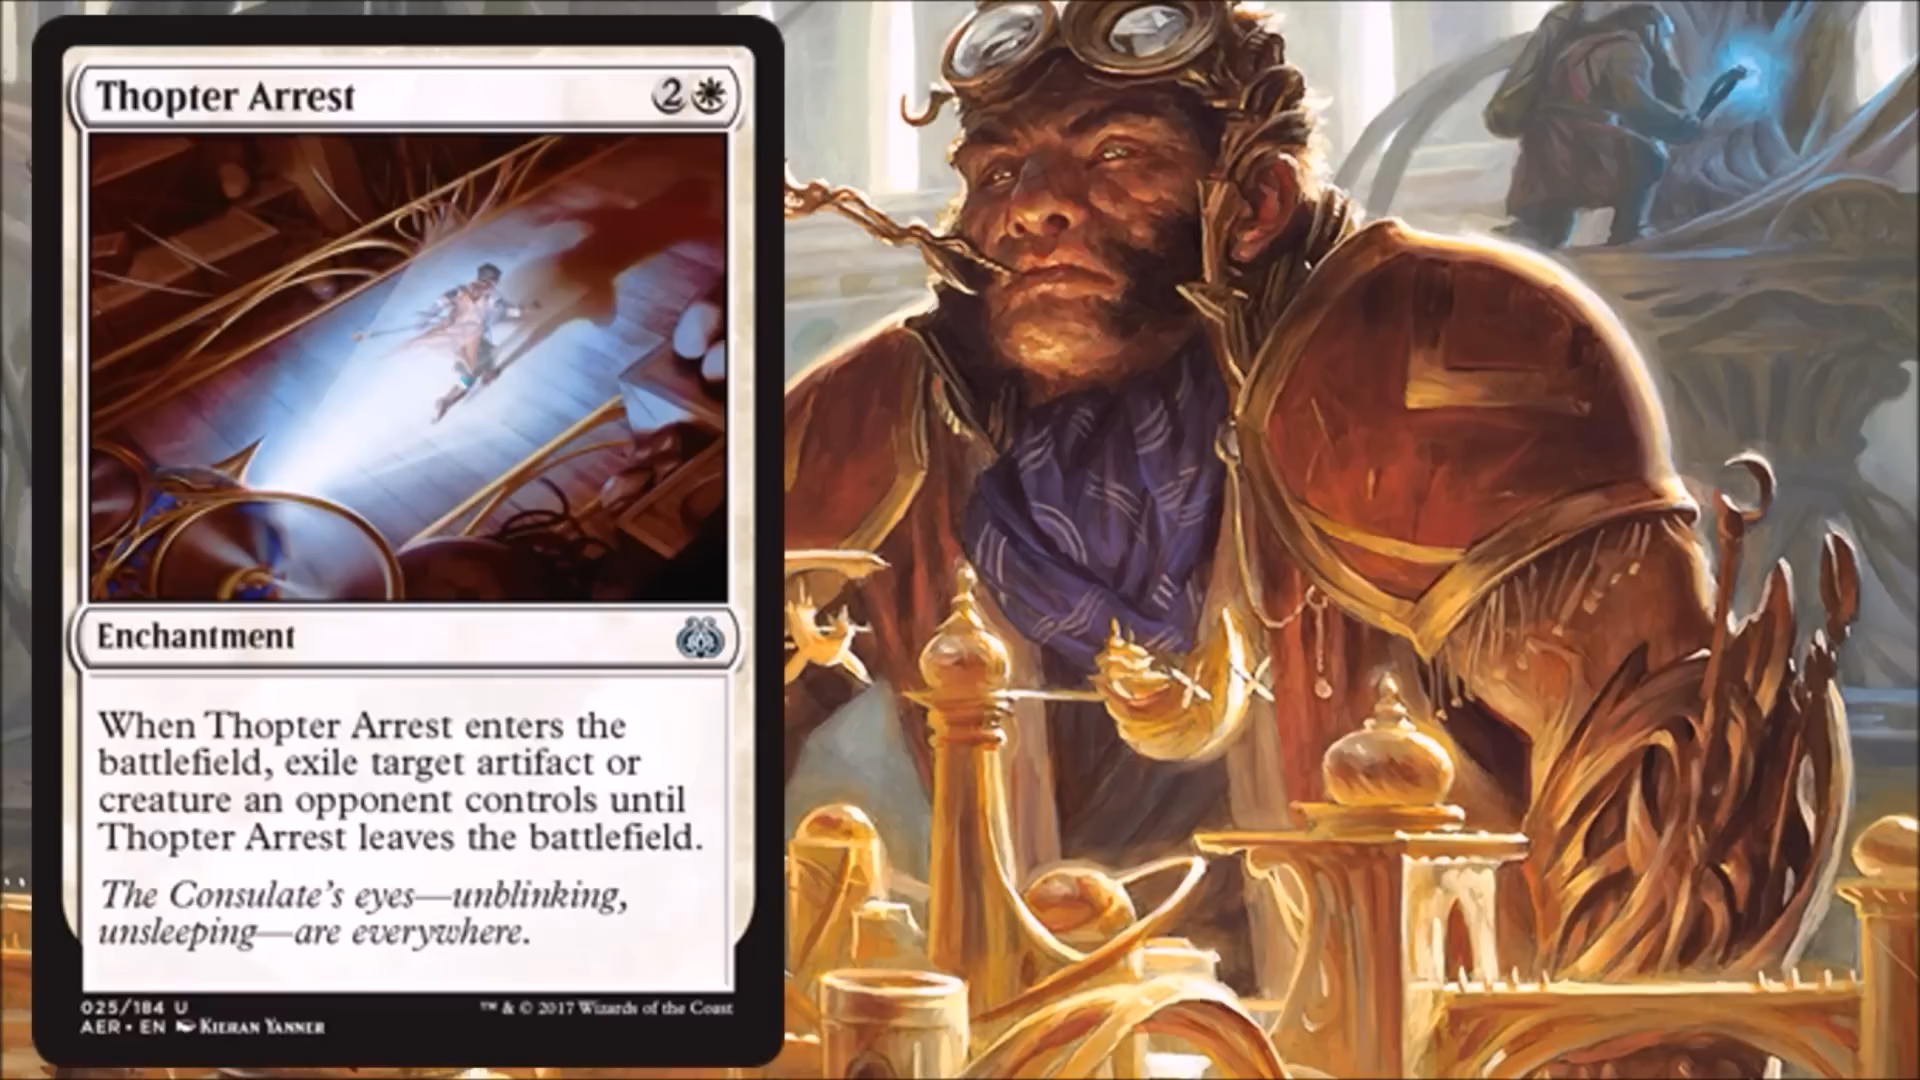 Thopter Arrest 2
Enchantment
When Thopter Arrest enters the
battlefield, exile target artifact or
creature an opponent controls until
Thopter Arrest leaves the battlefield.
The Consulate's eyes—unblinking,
unsleeping—are everywhere.
025/184 U
™ & © 2017 Wizards of the Coast
AER • EN Kieran Yanner